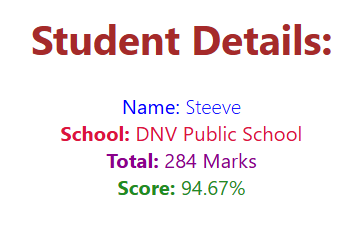 Student Details:
Name: Steeve
School: DNV Public School
Total: 284 Marks
Score: 94.67%